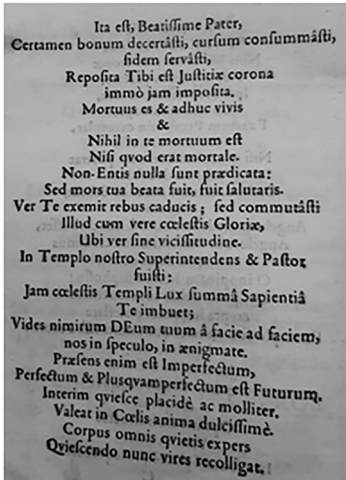 Ita est, Beatissime Pater,
Certamen bonum decertâsti, cursum consummâsti,
fidem servâsti,
Reposita Tibi est Justitiæ corona
immò jam imposita.
Mortuus es & adhuc vivis
&
Nihil in te mortuum est
Nisi qvod erat mortale.
Non-Entis nulla sunt prædicata:
Sed mors tua beata fuit, fuit salutaris.
Ver Te exemit rebus caducis; sed commutâsti
Illud cum vere cœlestis Gloriæ,
Ubi ver sine vicissitudine.
In Templo nostro Superintendens & Pastor
fuisti:
Jam cœlestis Templi Lux summâ Sapientiâ
Te imbuet;
Vides nimirum DEum tuum â facie ad faciem,
nos in speculo, in ænigmate.
Præsens enim est Imperfectum,
Perfectum & Plusqvamperfectum est Futurum.
Interim qviesce placidè ac molliter.
Valeat in Cœlis anima dulcissimè.
Corpus omnis qvietis expers
Qviescendo nunc vires recolligat.